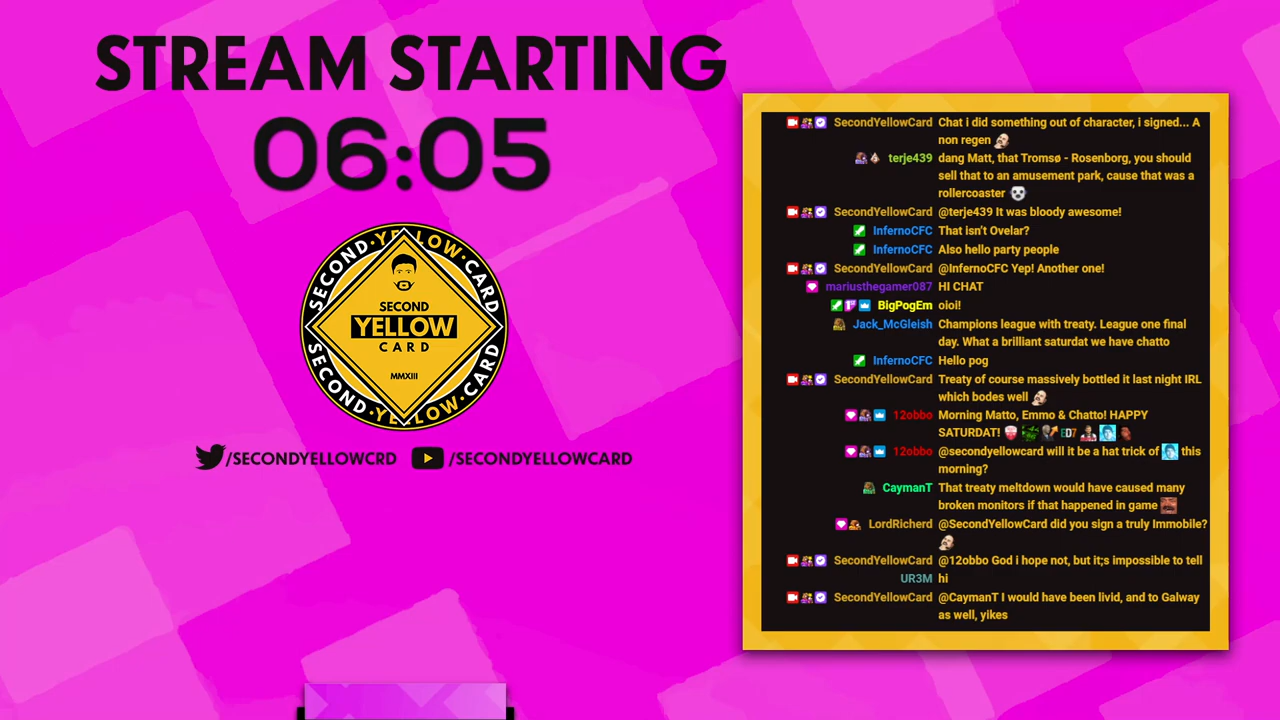 STREAM STARTING
06:05
SECOND·YELLOW·CARD
SECOND
YELLOW
CARD
MMXIII
SECOND·YELLOW·CARD
/SECONDYELLOWCRD /SECONDYELLOWCARD
SecondYellowCard Chat i did something out of character, i signed... A
non regen
terje439 dang Matt, that Tromsø - Rosenborg, you should
sell that to an amusement park, cause that was a
rollercoaster
SecondYellowCard @terje439 It was bloody awesome!
InfernoCFC That isn't Ovelar?
InfernoCFC Also hello party people
SecondYellowCard @InfernoCFC Yep! Another one!
mariusthegamer087 HI CHAT
BigPogEm oioi!
Jack_McGleish Champions league with treaty. League one final
day. What a brilliant saturdat we have chatto
InfernoCFC Hello pog
SecondYellowCard Treaty of course massively bottled it last night IRL
which bodes well
12obbo Morning Matto, Emmo & Chatto! HAPPY
SATURDAT! ED7
12obbo @secondyellowcard will it be a hat trick of this
morning?
CaymanT That treaty meltdown would have caused many
broken monitors if that happened in game
LordRicherd @SecondYellowCard did you sign a truly Immobile?
SecondYellowCard @12obbo God i hope not, but it;s impossible to tell
UR3M hi
SecondYellowCard @CaymanT I would have been livid, and to Galway
as well, yikes